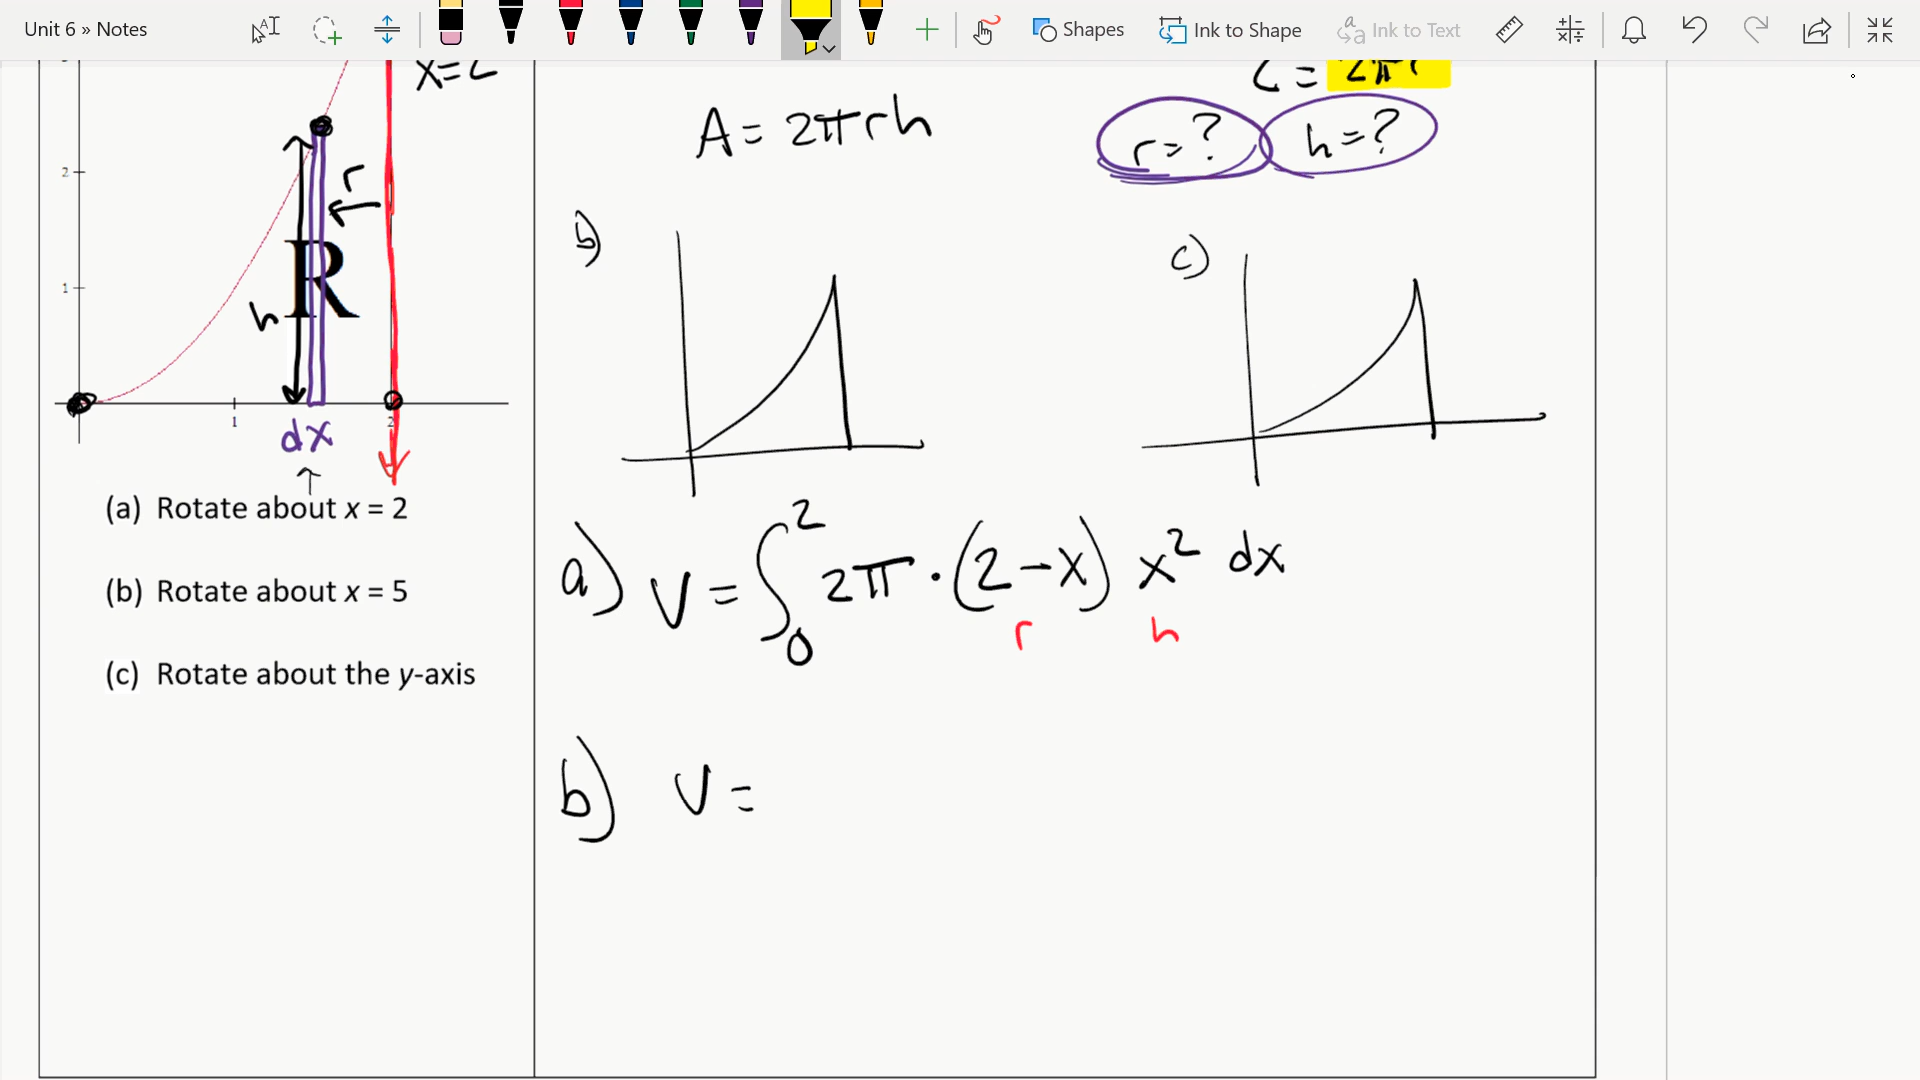 Unit 6 » Notes
Shapes
Ink to Shape
Ink to Text
x=2
C = 2πr
A = 2πrh
r=?
h=?
2
r
R
1
h
1
2
dx
b)
c)
(a) Rotate about x = 2
(b) Rotate about x = 5
(c) Rotate about the y-axis
a) V = ∫₀² 2π · (2-x) x² dx
r h
b) V =